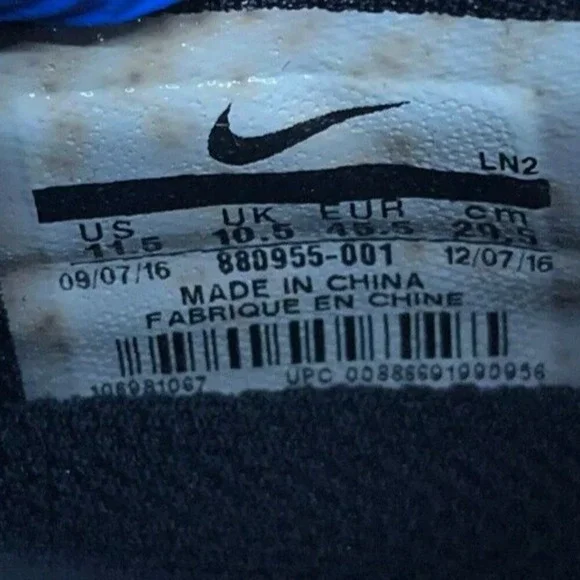 LN2
US UK EUR cm
11.5 10.5 45.5 29.5
09/07/16 880955-001 12/07/16
MADE IN CHINA
FABRIQUE EN CHINE
106981067 UPC 00886691990956